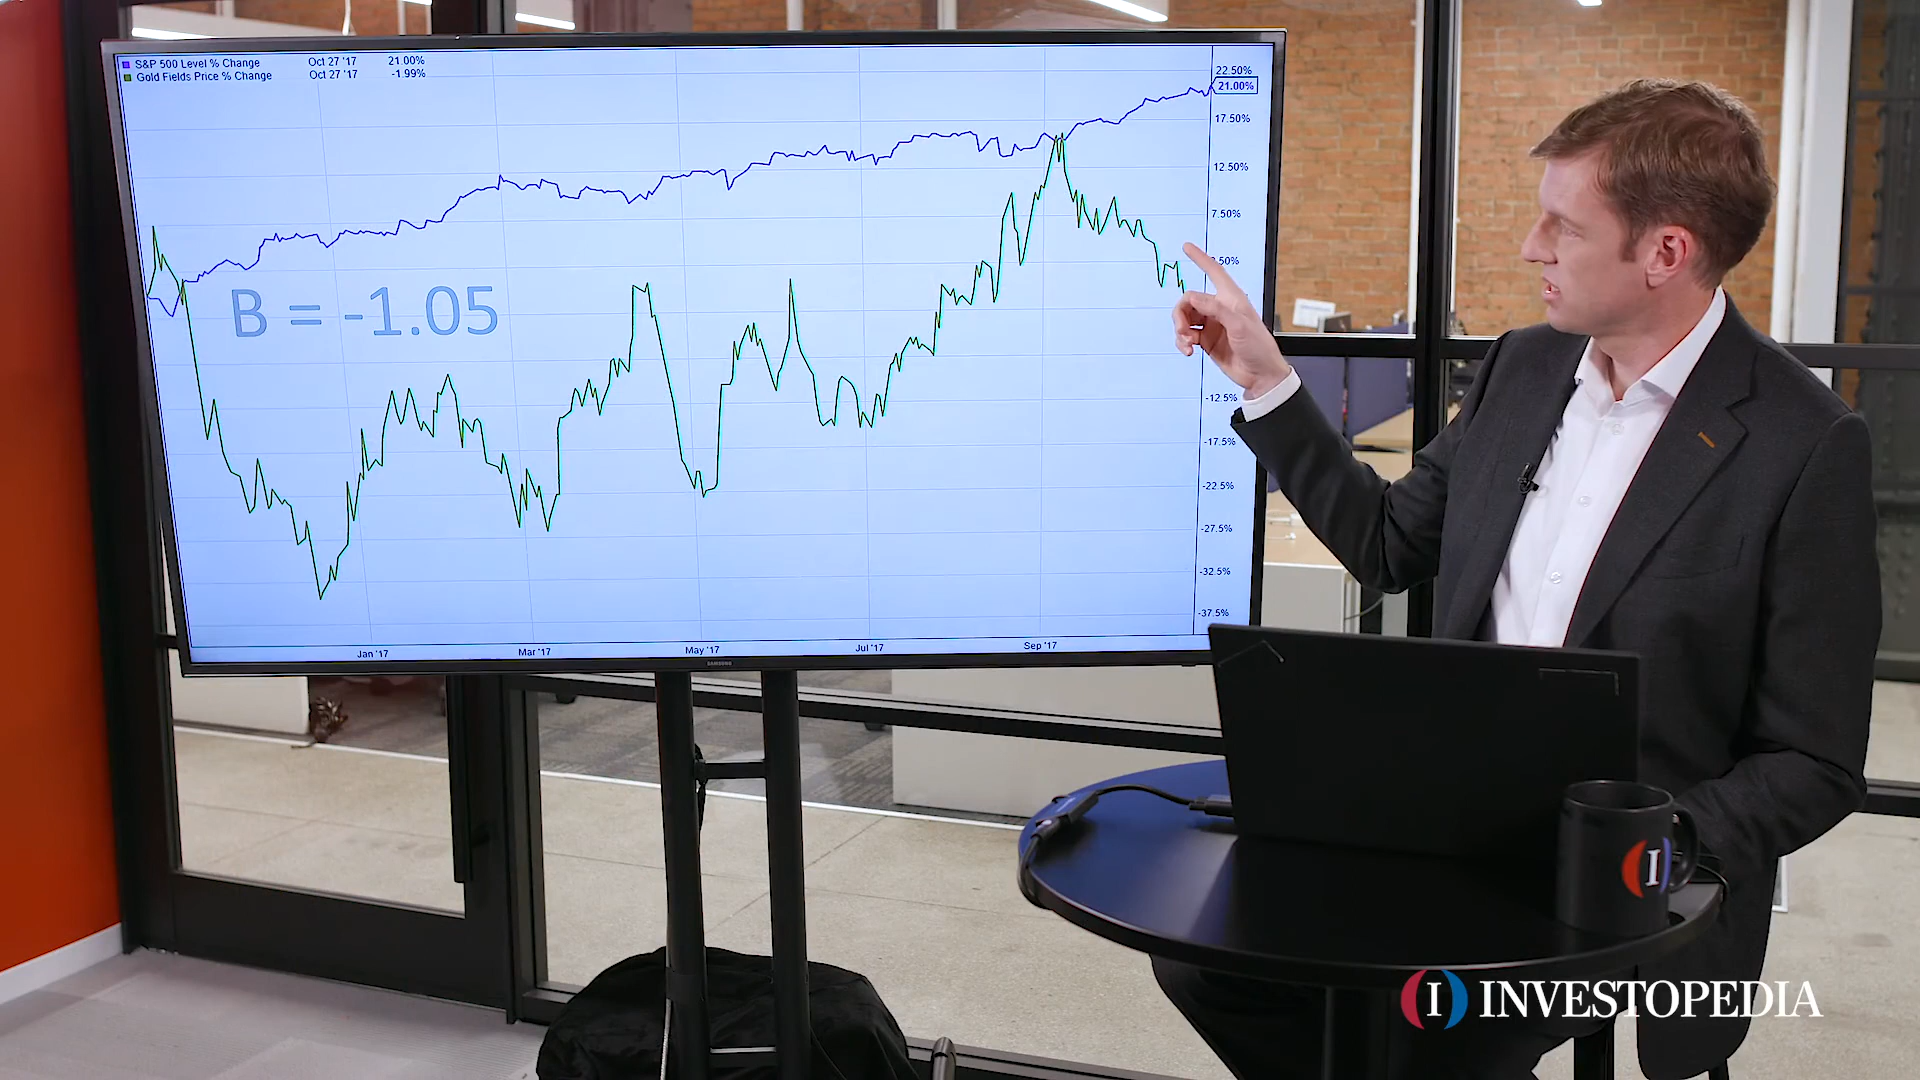 S&P 500 Level % Change Oct 27 '17 21.00%
Gold Fields Price % Change Oct 27 '17 -1.99%
22.50%
21.00%
17.50%
12.50%
7.50%
B = -1.05
-12.5%
-17.5%
-22.5%
-27.5%
-32.5%
-37.5%
Jan '17 Mar '17 May '17 Jul '17 Sep '17
SAMSUNG
I
I INVESTOPEDIA